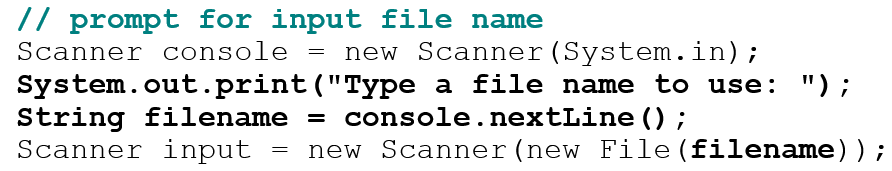 // prompt for input file name
Scanner console = new Scanner(System.in);
System.out.print("Type a file name to use: ");
String filename = console.nextLine();
Scanner input = new Scanner(new File(filename));